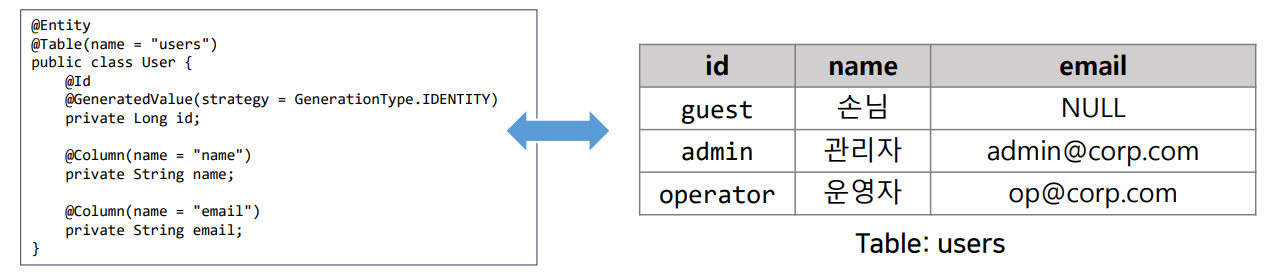 @Entity
@Table(name = "users")
public class User {
    @Id
    @GeneratedValue(strategy = GenerationType.IDENTITY)
    private Long id;

    @Column(name = "name")
    private String name;

    @Column(name = "email")
    private String email;
}
id name email
guest 손님 NULL
admin 관리자 admin@corp.com
operator 운영자 op@corp.com
Table: users